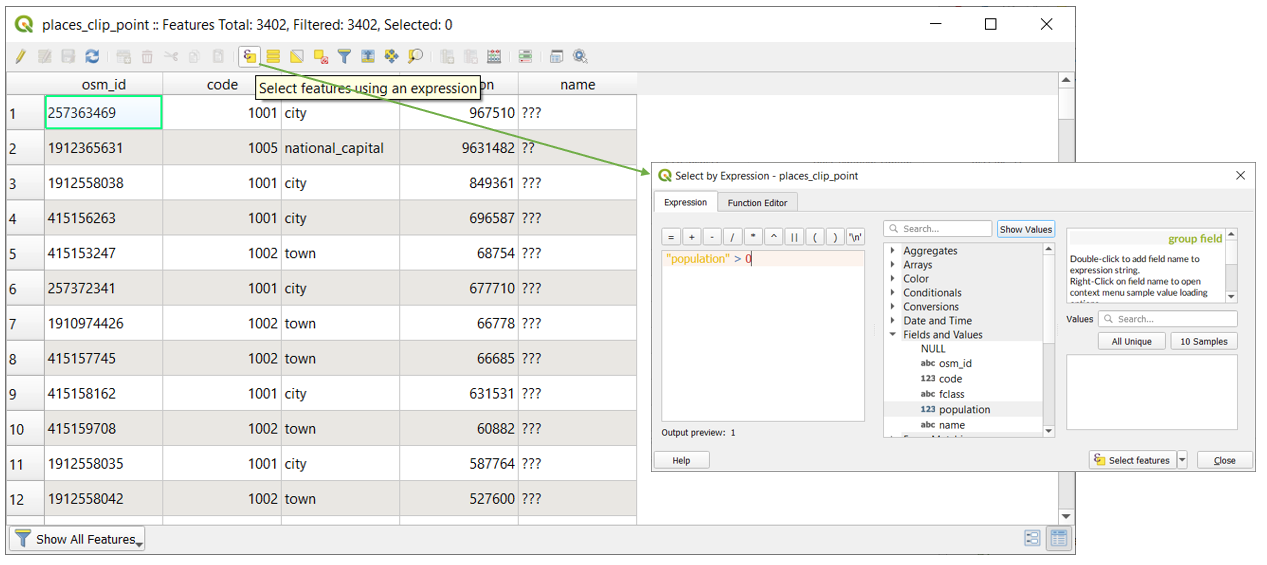 places_clip_point :: Features Total: 3402, Filtered: 3402, Selected: 0
osm_id code on name
Select features using an expression
1 257363469 1001 city 967510 ???
2 1912365631 1005 national_capital 9631482 ??
3 1912558038 1001 city 849361 ???
4 415156263 1001 city 696587 ???
5 415153247 1002 town 68754 ???
6 257372341 1001 city 677710 ???
7 1910974426 1002 town 66778 ???
8 415157745 1002 town 66685 ???
9 415158162 1001 city 631531 ???
10 415159708 1002 town 60882 ???
11 1912558035 1001 city 587764 ???
12 1912558042 1002 town 527600 ???
Show All Features
Select by Expression - places_clip_point
Expression Function Editor
= + - / * ^ || ( ) '\n'
"population" > 0
Output preview: 1
Help
Search... Show Values
Aggregates
Arrays
Color
Conditionals
Conversions
Date and Time
Fields and Values
NULL
abc osm_id
123 code
abc fclass
123 population
abc name
group field
Double-click to add field name to
expression string.
Right-Click on field name to open
context menu sample value loading
Values Search...
All Unique 10 Samples
Select features Close